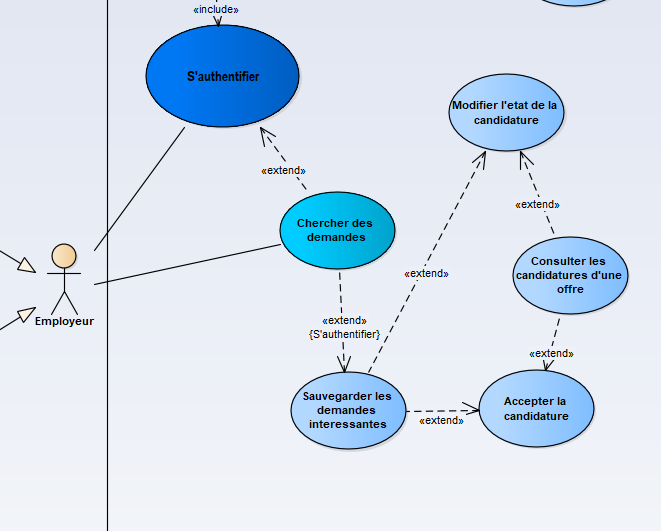 «include»
S'authentifier
Modifier l'etat de la
candidature
«extend»
Chercher des
demandes
«extend»
Consulter les
candidatures d'une
offre
«extend»
Employeur
«extend»
{S'authentifier}
«extend»
Sauvegarder les
demandes
interessantes
«extend»
Accepter la
candidature